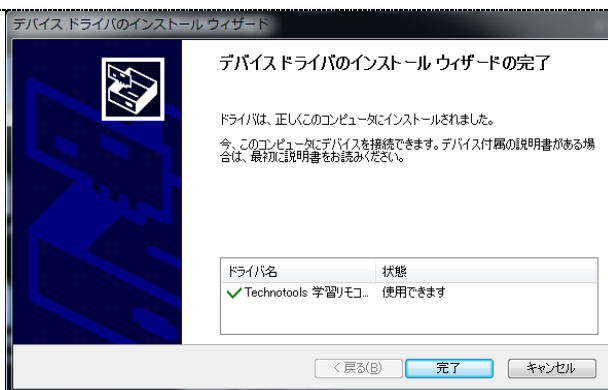 デバイス ドライバのインストール ウィザード
デバイス ドライバのインストール ウィザードの完了
ドライバは、正しくこのコンピュータにインストールされました。
今、このコンピュータにデバイスを接続できます。デバイス付属の説明書がある場
合は、最初に説明書をお読みください。
ドライバ名 状態
Technotools 学習リモコ... 使用できます
< 戻る(B) 完了 キャンセル